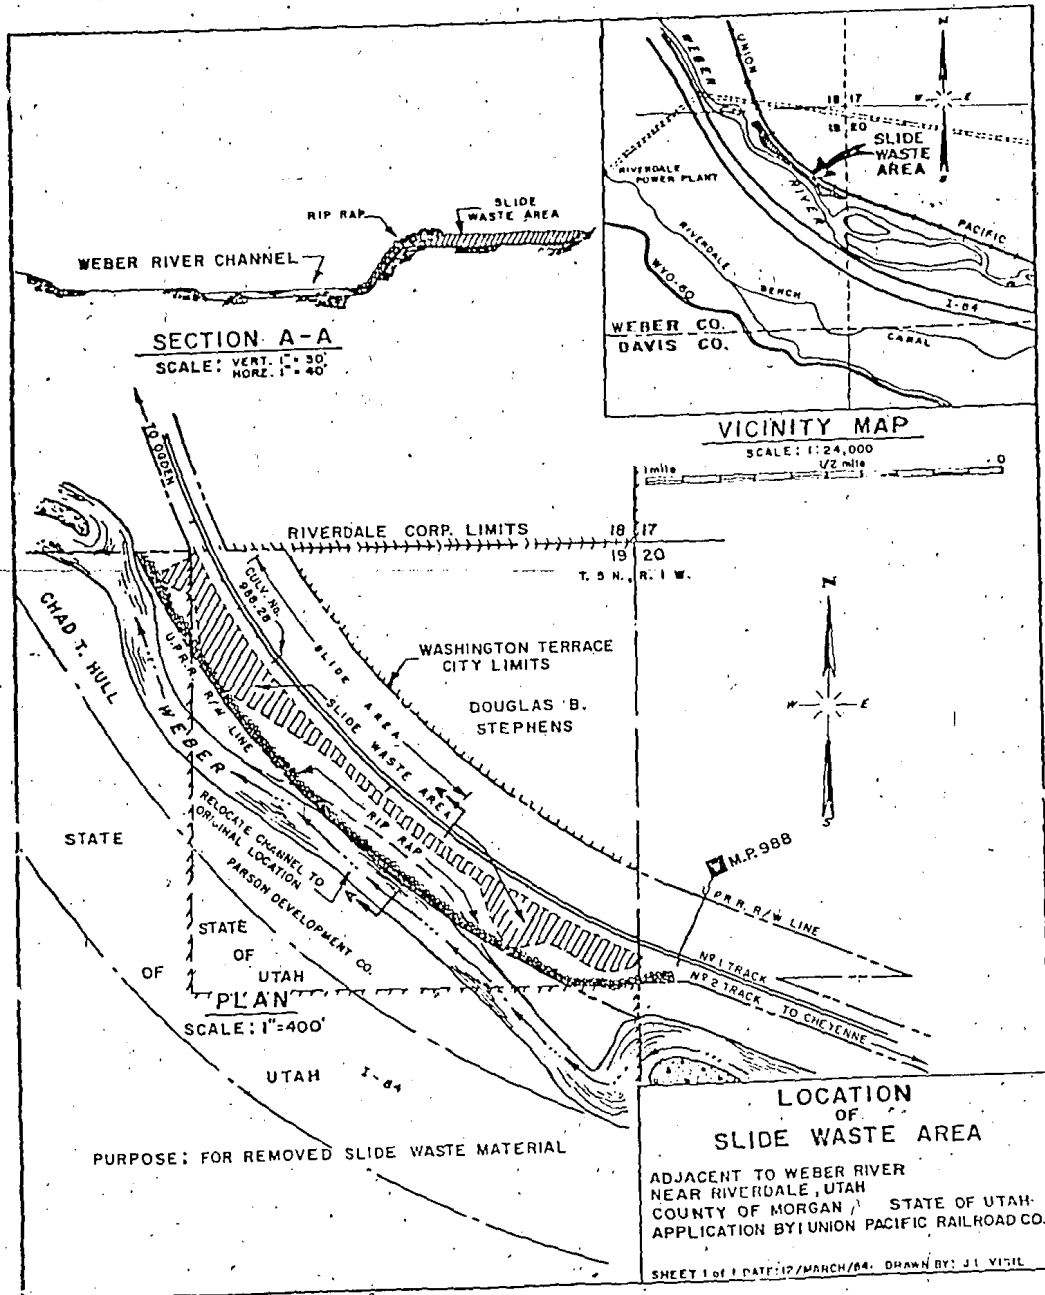 RIP RAP
SLIDE
WASTE AREA
WEBER RIVER CHANNEL
SECTION A-A
SCALE: VERT. 1" = 30'
HORZ. 1" = 40'
WEBER
RIVER
UNION
PACIFIC
N
W E
S
18 17
19 20
SLIDE
WASTE
AREA
RIVERDALE
POWER PLANT
RIVERDALE
BENCH
CANAL
I-84
WEBER CO.
DAVIS CO.
VICINITY MAP
SCALE: 1:24,000
1 mile 1/2 mile 0
TO OGDEN
RIVERDALE CORP. LIMITS
18 17
19 20
T. 5 N., R. 1 W.
CULV. NO.
988.28
SLIDE AREA
WASHINGTON TERRACE
CITY LIMITS
DOUGLAS B.
STEPHENS
CHAD T. HULL
U.P.R.R. R/W LINE
WEBER
SLIDE WASTE AREA
RIP RAP
A
A
RELOCATE CHANNEL TO
ORIGINAL LOCATION
PARSON DEVELOPMENT CO.
N
W E
S
M.P. 988
P.R.R. R/W LINE
Nº 1 TRACK
Nº 2 TRACK TO CHEYENNE
STATE
OF
UTAH
STATE
OF
UTAH
I-84
PLAN
SCALE: 1"=400'
PURPOSE: FOR REMOVED SLIDE WASTE MATERIAL
LOCATION
OF
SLIDE WASTE AREA
ADJACENT TO WEBER RIVER
NEAR RIVERDALE, UTAH
COUNTY OF MORGAN, STATE OF UTAH
APPLICATION BY: UNION PACIFIC RAILROAD CO.
SHEET 1 of 1 DATE: 12/MARCH/84. DRAWN BY: J.L. VIGIL